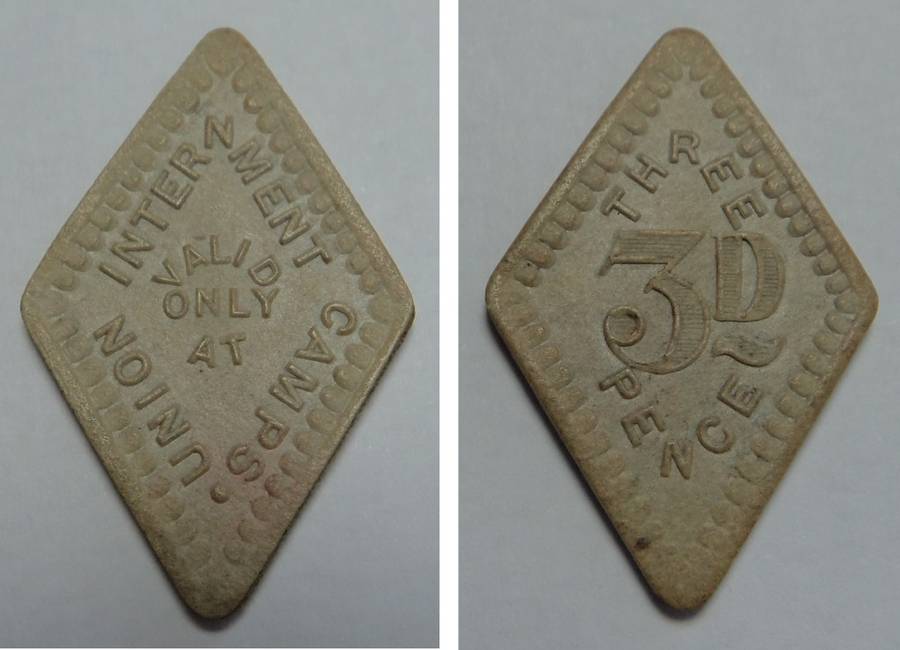 UNION INTERNMENT CAMPS.
VALID
ONLY
AT
THREE
3D
PENCE